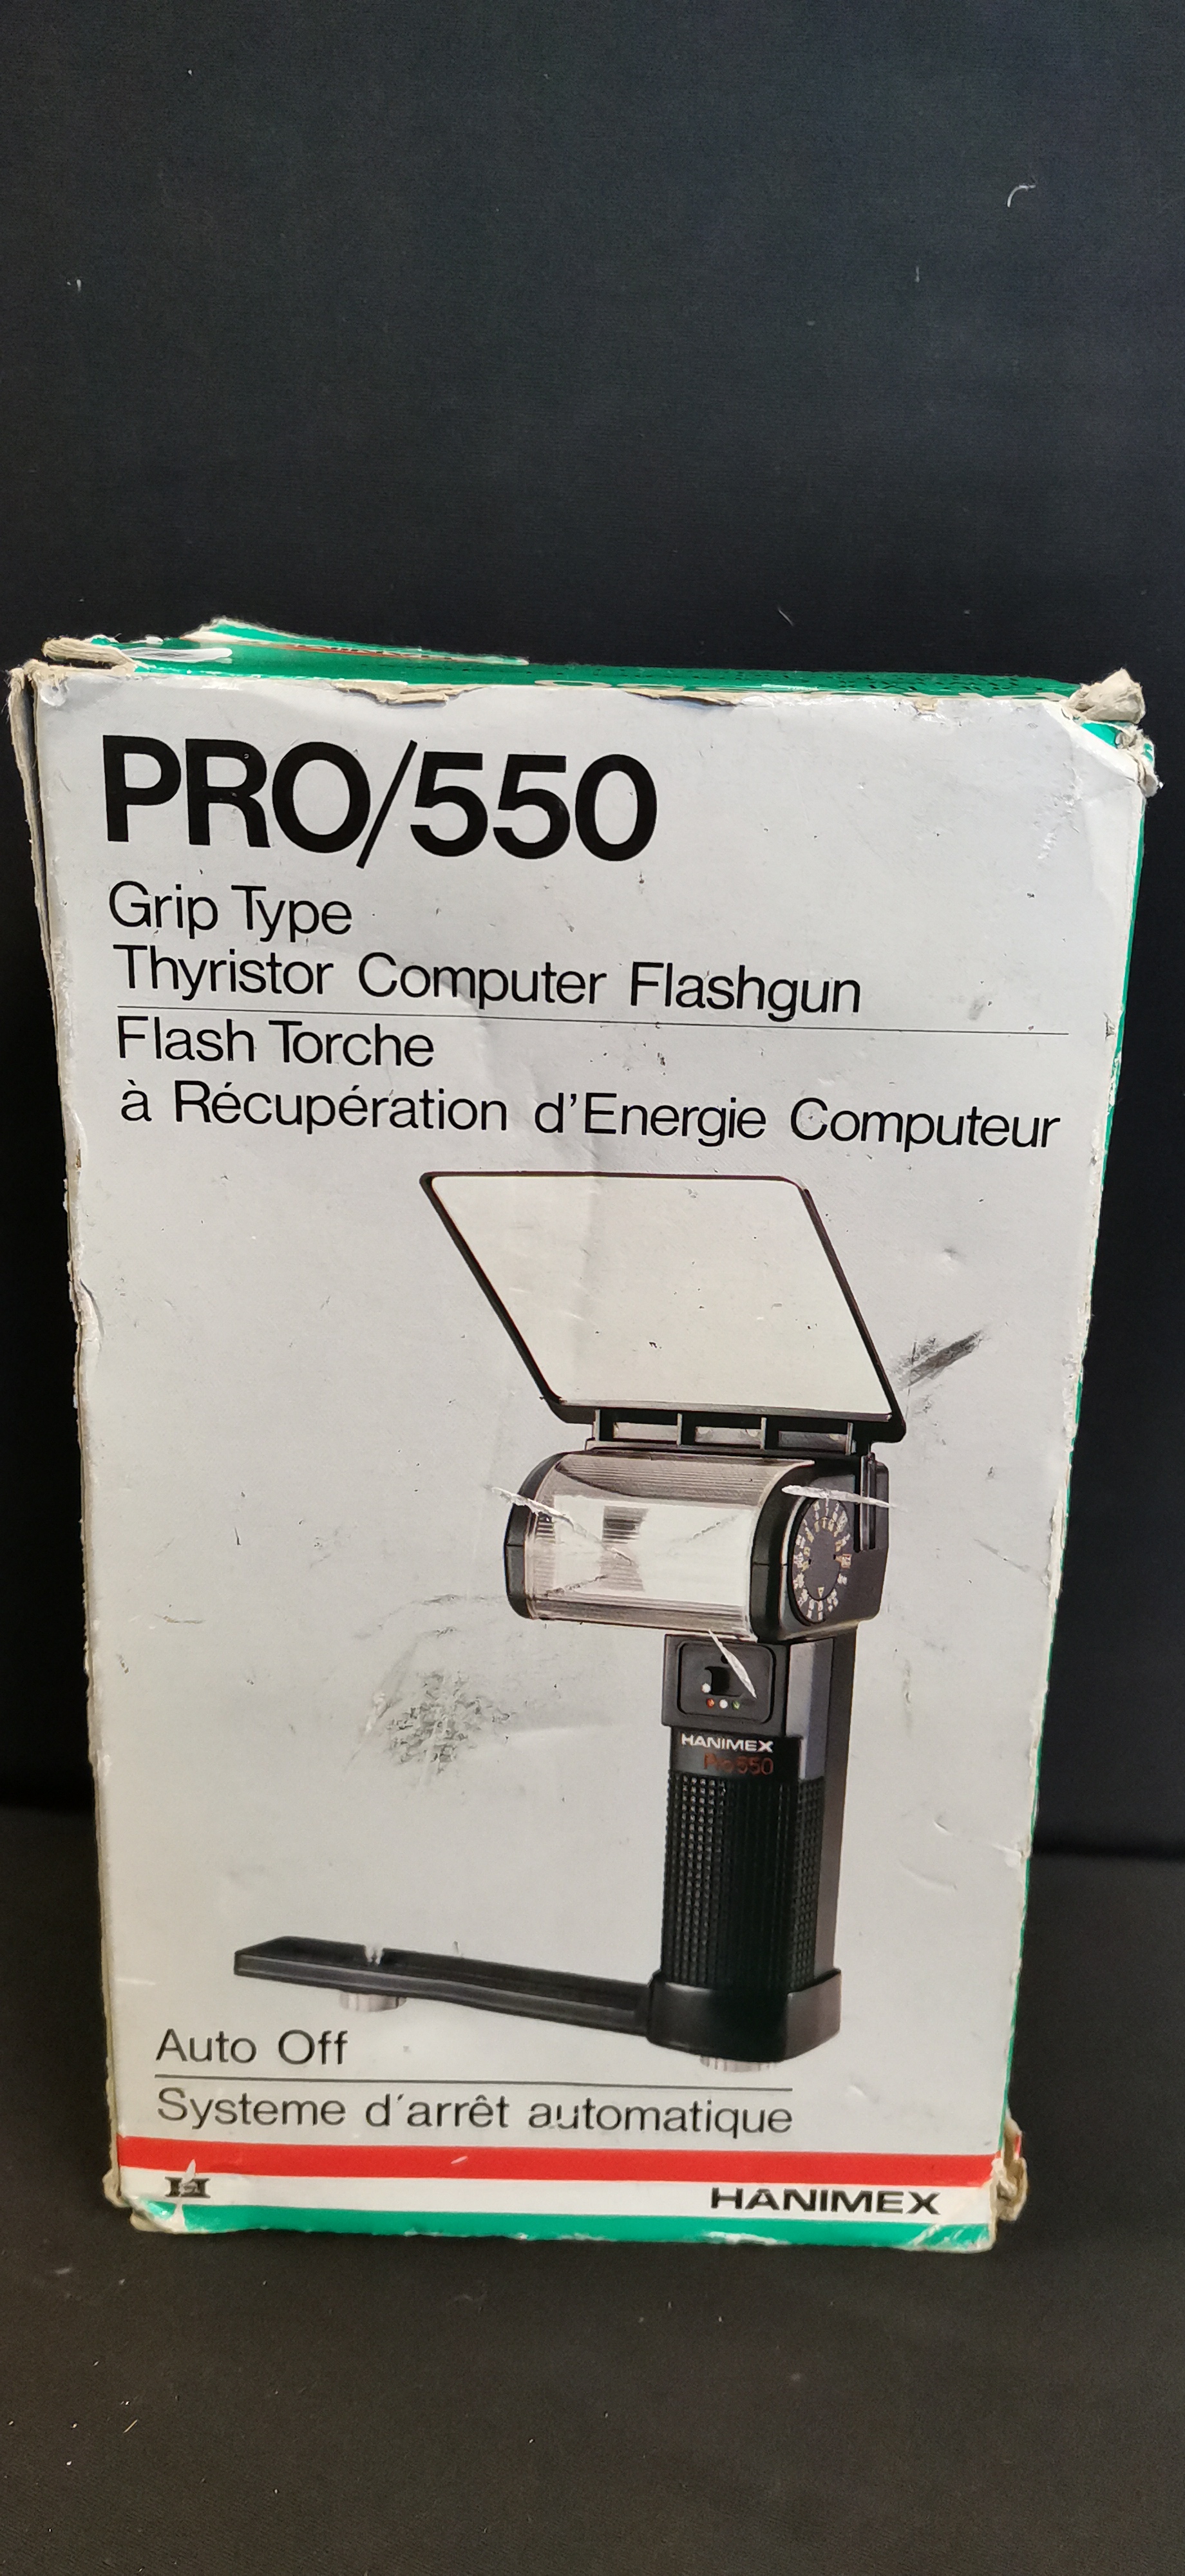 PRO/550
Grip Type
Thyristor Computer Flashgun
Flash Torche
à Récupération d'Energie Computeur
HANIMEX
Pro550
Auto Off
Systeme d´arrêt automatique
HANIMEX